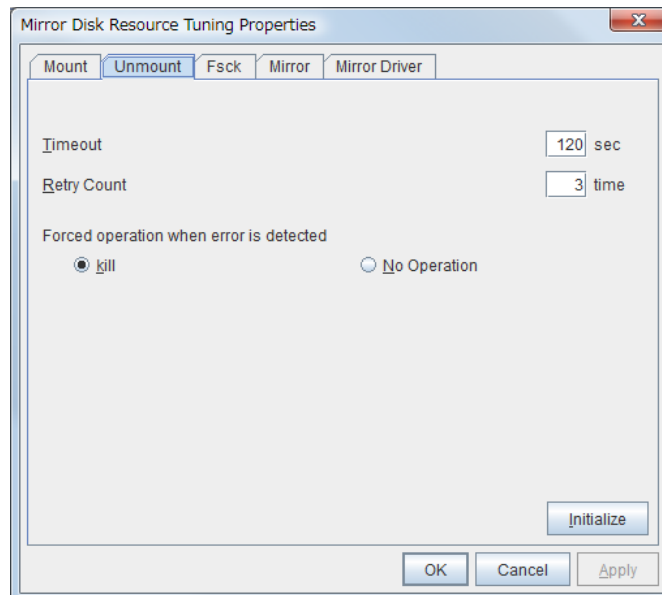 Mirror Disk Resource Tuning Properties
Mount Unmount Fsck Mirror Mirror Driver
Timeout 120 sec
Retry Count 3 time
Forced operation when error is detected
kill No Operation
Initialize
OK Cancel Apply